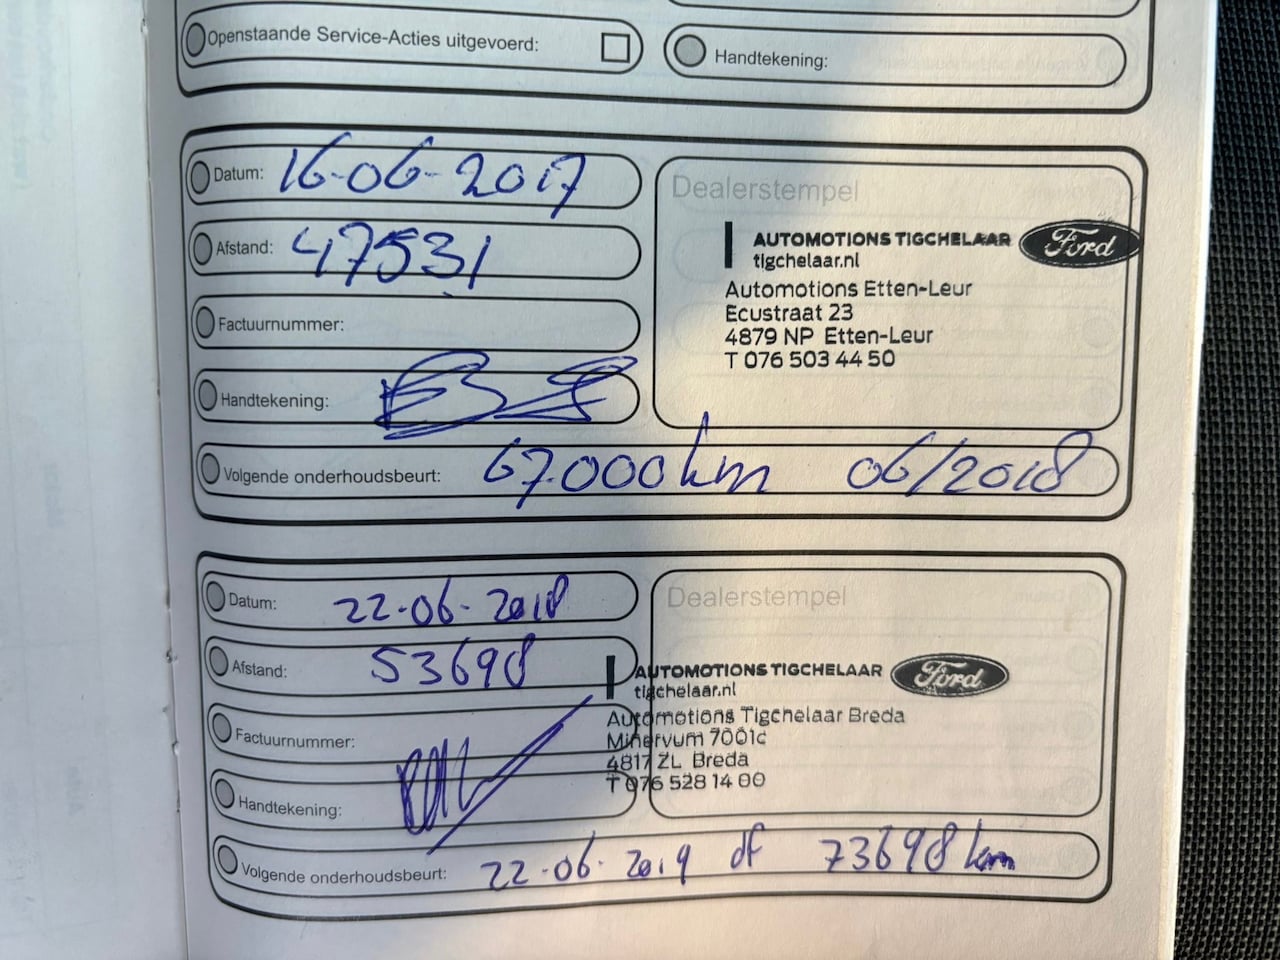 Openstaande Service-Acties uitgevoerd:
Handtekening:
Datum: 16-06-2017
Afstand: 47531
Factuurnummer:
Handtekening:
Dealerstempel
AUTOMOTIONS TIGCHELAAR Ford
tigchelaar.nl
Automotions Etten-Leur
Ecustraat 23
4879 NP Etten-Leur
T 076 503 44 50
Volgende onderhoudsbeurt: 67.000 km 06/2018
Datum: 22-06-2018
Afstand: 53698
Factuurnummer:
Handtekening:
Dealerstempel
AUTOMOTIONS TIGCHELAAR Ford
tigchelaar.nl
Automotions Tigchelaar Breda
Minervum 7001c
4817 ZL Breda
T 076 528 14 00
Volgende onderhoudsbeurt: 22-06-2019 of 73698 km